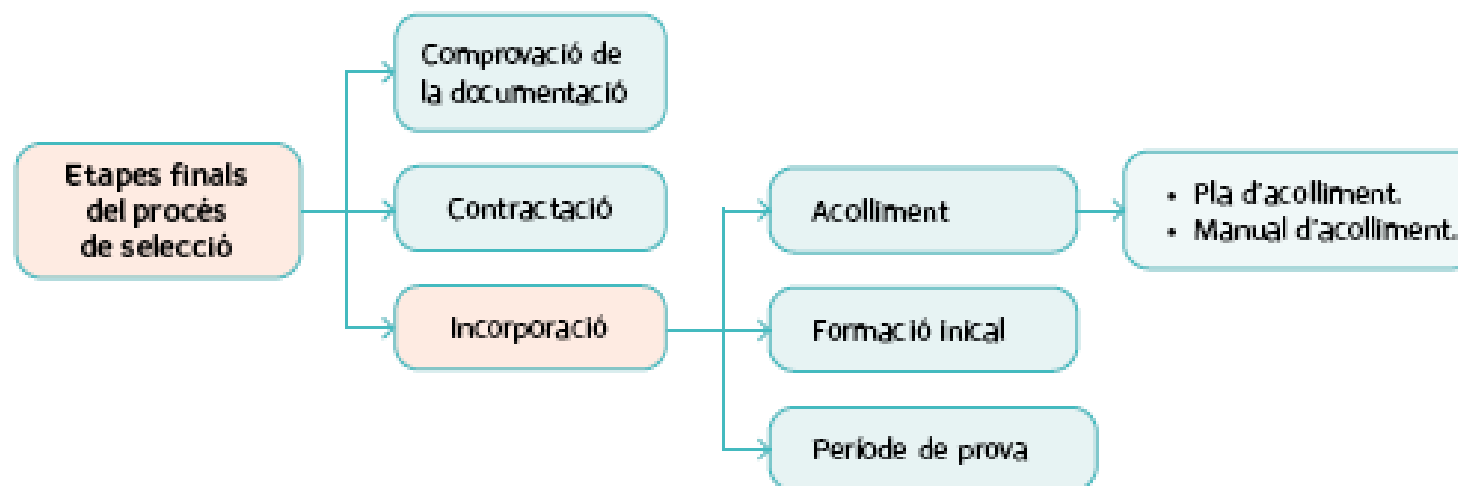 Etapes finals
del procés
de selecció
Comprovació de
la documentació
Contractació
Incorporació
Acolliment
Formació inical
Període de prova
• Pla d'acolliment.
• Manual d'acolliment.